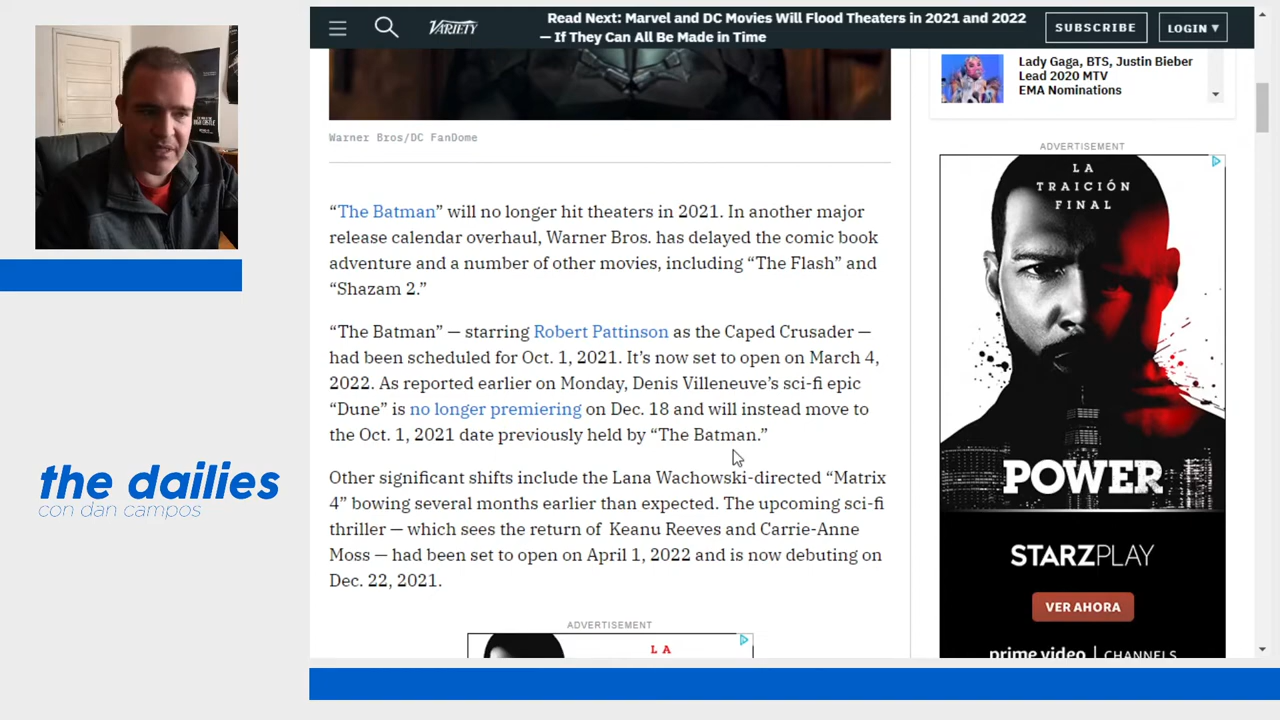 VARIETY
Read Next: Marvel and DC Movies Will Flood Theaters in 2021 and 2022
— If They Can All Be Made in Time
SUBSCRIBE
LOGIN ▾
Lady Gaga, BTS, Justin Bieber
Lead 2020 MTV
EMA Nominations
Warner Bros/DC FanDome
“The Batman” will no longer hit theaters in 2021. In another major
release calendar overhaul, Warner Bros. has delayed the comic book
adventure and a number of other movies, including “The Flash” and
“Shazam 2.”
“The Batman” — starring Robert Pattinson as the Caped Crusader —
had been scheduled for Oct. 1, 2021. It’s now set to open on March 4,
2022. As reported earlier on Monday, Denis Villeneuve’s sci-fi epic
“Dune” is no longer premiering on Dec. 18 and will instead move to
the Oct. 1, 2021 date previously held by “The Batman.”
Other significant shifts include the Lana Wachowski-directed “Matrix
4” bowing several months earlier than expected. The upcoming sci-fi
thriller — which sees the return of Keanu Reeves and Carrie-Anne
Moss — had been set to open on April 1, 2022 and is now debuting on
Dec. 22, 2021.
ADVERTISEMENT
LA
ADVERTISEMENT
LA
TRAICIÓN
FINAL
POWER
STARZPLAY
VER AHORA
prime video | CHANNELS
the dailies
con dan campos